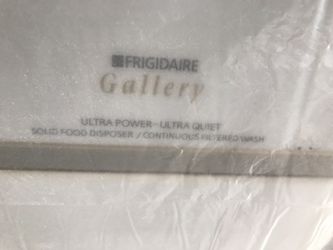 FRIGIDAIRE
Gallery
ULTRA POWER-ULTRA QUIET
SOLID FOOD DISPOSER / CONTINUOUS FILTERED WASH